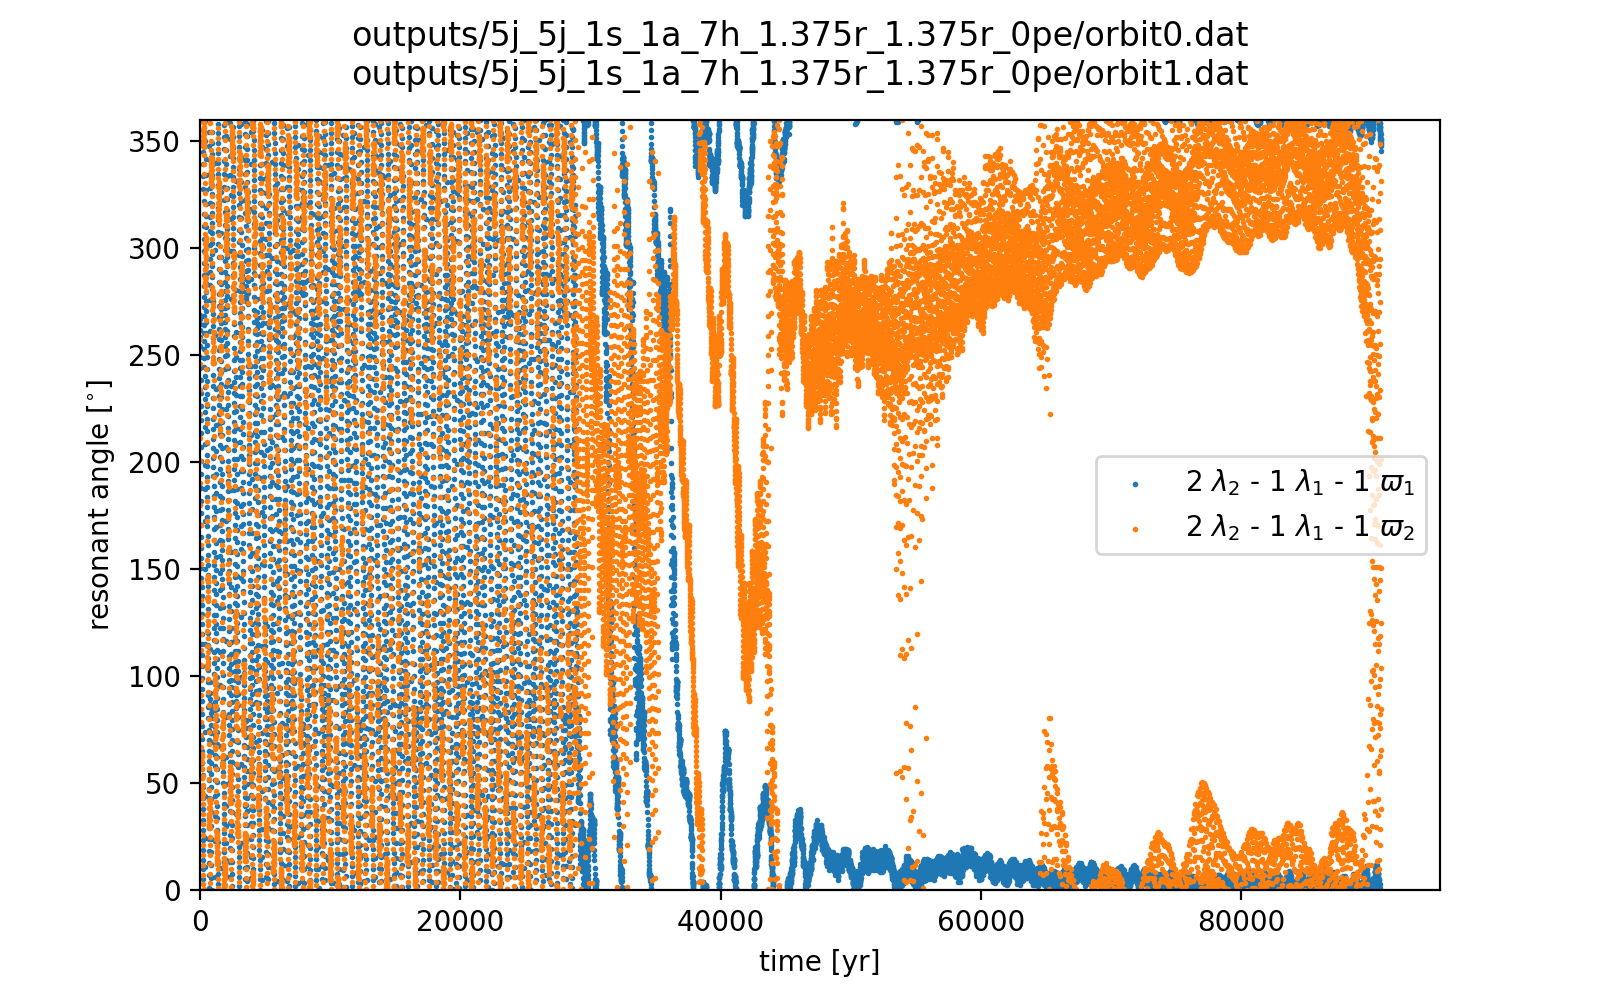 outputs/5j_5j_1s_1a_7h_1.375r_1.375r_0pe/orbit0.dat
outputs/5j_5j_1s_1a_7h_1.375r_1.375r_0pe/orbit1.dat
350
300
250
200
150
100
50
0
resonant angle [°]
2 λ₂ - 1 λ₁ - 1 ϖ₁
2 λ₂ - 1 λ₁ - 1 ϖ₂
0
20000
40000
60000
80000
time [yr]